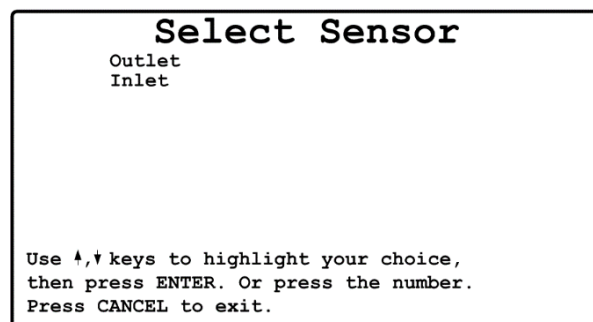 Select Sensor
Outlet
Inlet
Use ↑,↓ keys to highlight your choice,
then press ENTER. Or press the number.
Press CANCEL to exit.